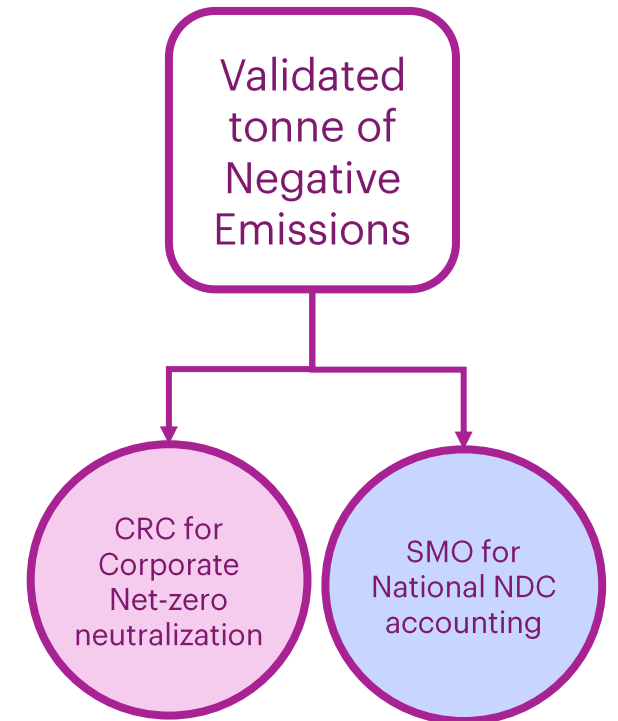 Validated
tonne of
Negative
Emissions
CRC for
Corporate
Net-zero
neutralization
SMO for
National NDC
accounting